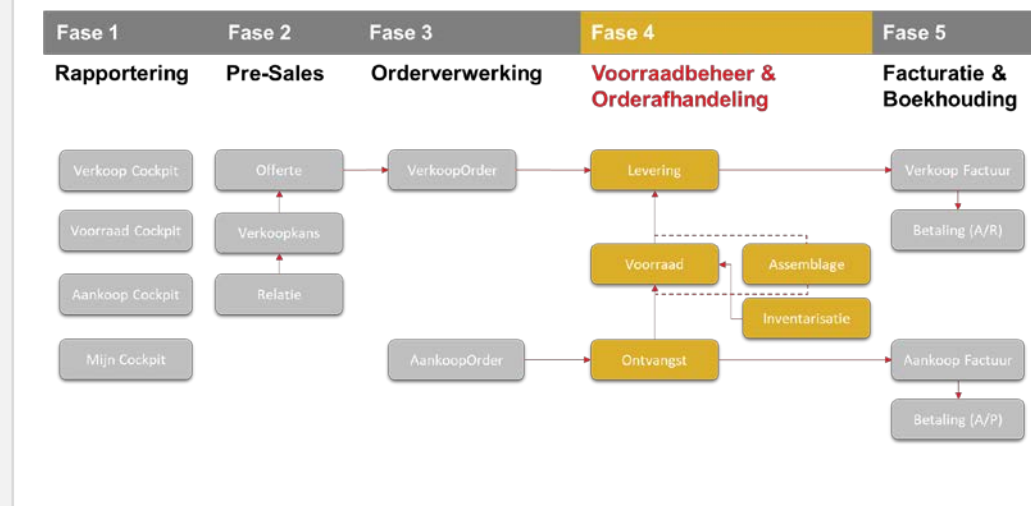 Fase 1
Fase 2
Fase 3
Fase 4
Fase 5
Rapportering
Pre-Sales
Orderverwerking
Voorraadbeheer &
Orderafhandeling
Facturatie &
Boekhouding
Verkoop Cockpit
Offerte
VerkoopOrder
Levering
Verkoop Factuur
Voorraad Cockpit
Verkoopkans
Betaling (A/R)
Voorraad
Assemblage
Aankoop Cockpit
Relatie
Inventarisatie
Mijn Cockpit
AankoopOrder
Ontvangst
Aankoop Factuur
Betaling (A/P)